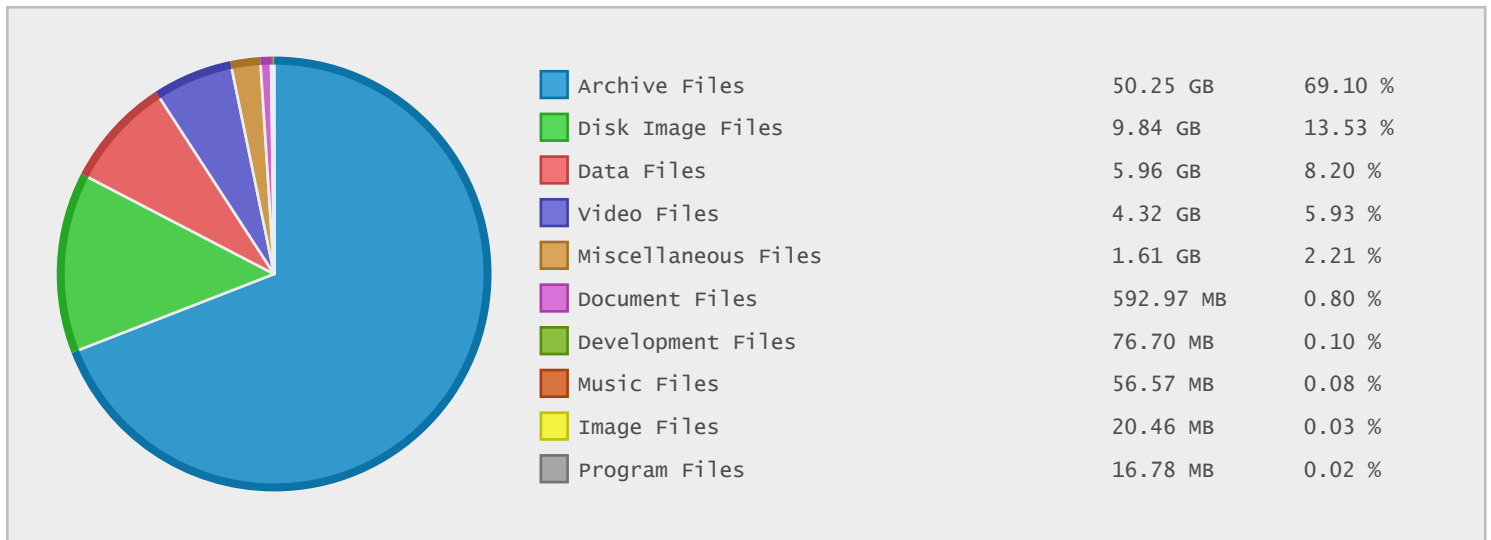 Archive Files 50.25 GB 69.10 %
Disk Image Files 9.84 GB 13.53 %
Data Files 5.96 GB 8.20 %
Video Files 4.32 GB 5.93 %
Miscellaneous Files 1.61 GB 2.21 %
Document Files 592.97 MB 0.80 %
Development Files 76.70 MB 0.10 %
Music Files 56.57 MB 0.08 %
Image Files 20.46 MB 0.03 %
Program Files 16.78 MB 0.02 %